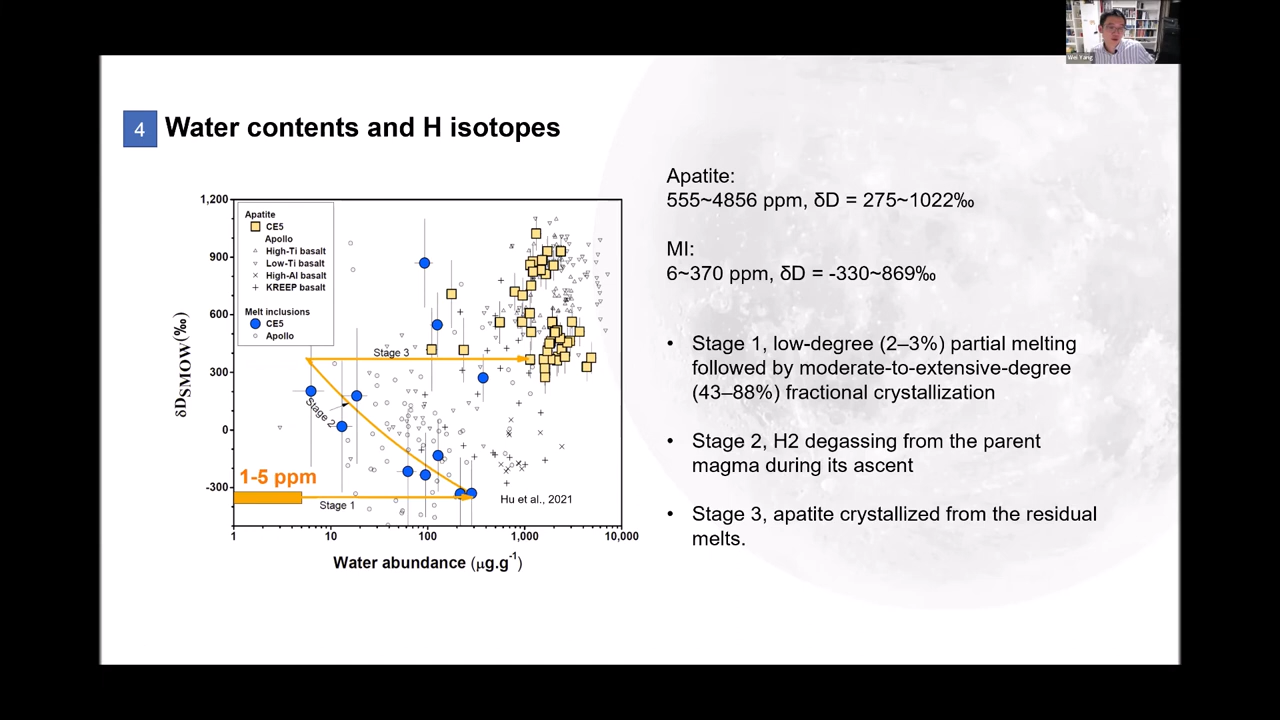 Wei Yang
4 Water contents and H isotopes
Apatite:
555~4856 ppm, δD = 275~1022‰
MI:
6~370 ppm, δD = -330~869‰
• Stage 1, low-degree (2–3%) partial melting
followed by moderate-to-extensive-degree
(43–88%) fractional crystallization
• Stage 2, H2 degassing from the parent
magma during its ascent
• Stage 3, apatite crystallized from the residual
melts.
δDSMOW(‰)
1,200
900
600
300
0
-300
Apatite
CE5
Apollo
High-Ti basalt
Low-Ti basalt
High-Al basalt
KREEP basalt
Melt inclusions
CE5
Apollo
Stage 3
Stage 2
1-5 ppm
Stage 1
Hu et al., 2021
1 10 100 1,000 10,000
Water abundance (μg.g-1)